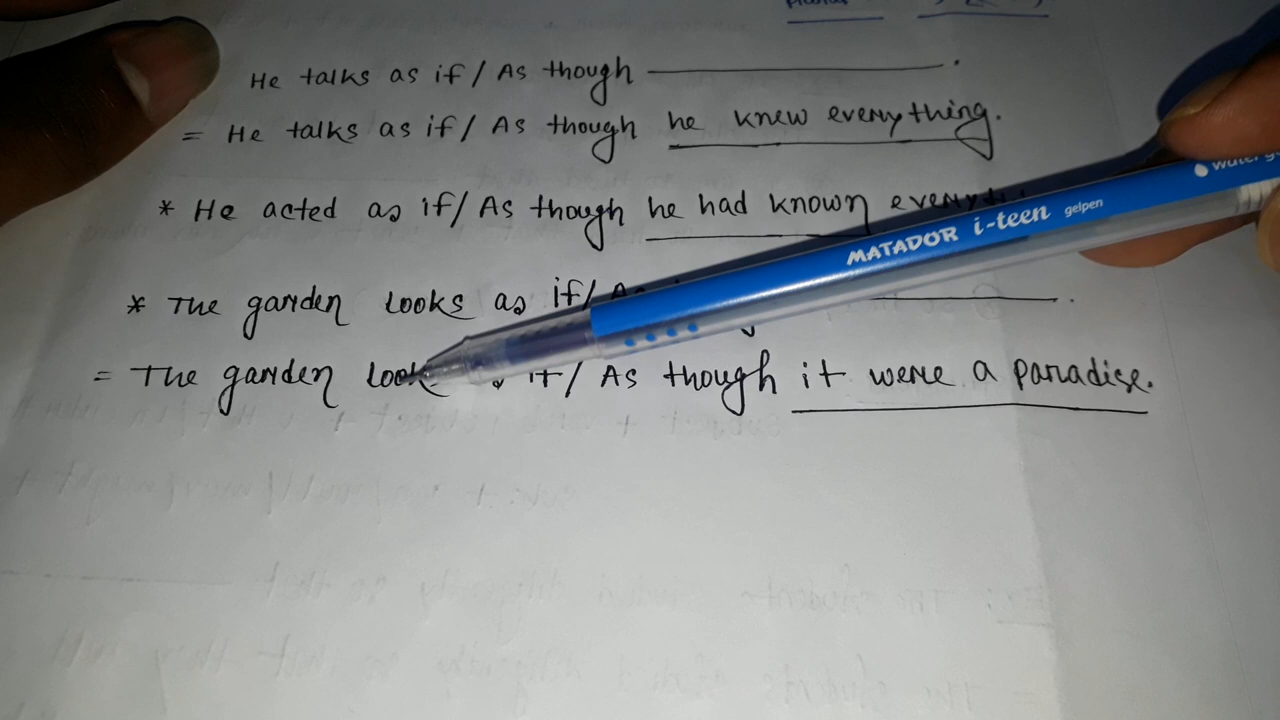 He talks as if / As though ________ .
= He talks as if / As though he knew everything.
* He acted as if / As though he had known
* The garden looks as if / ________ .
= The garden look / As though it were a paradise.
MATADOR i-teen gelpen